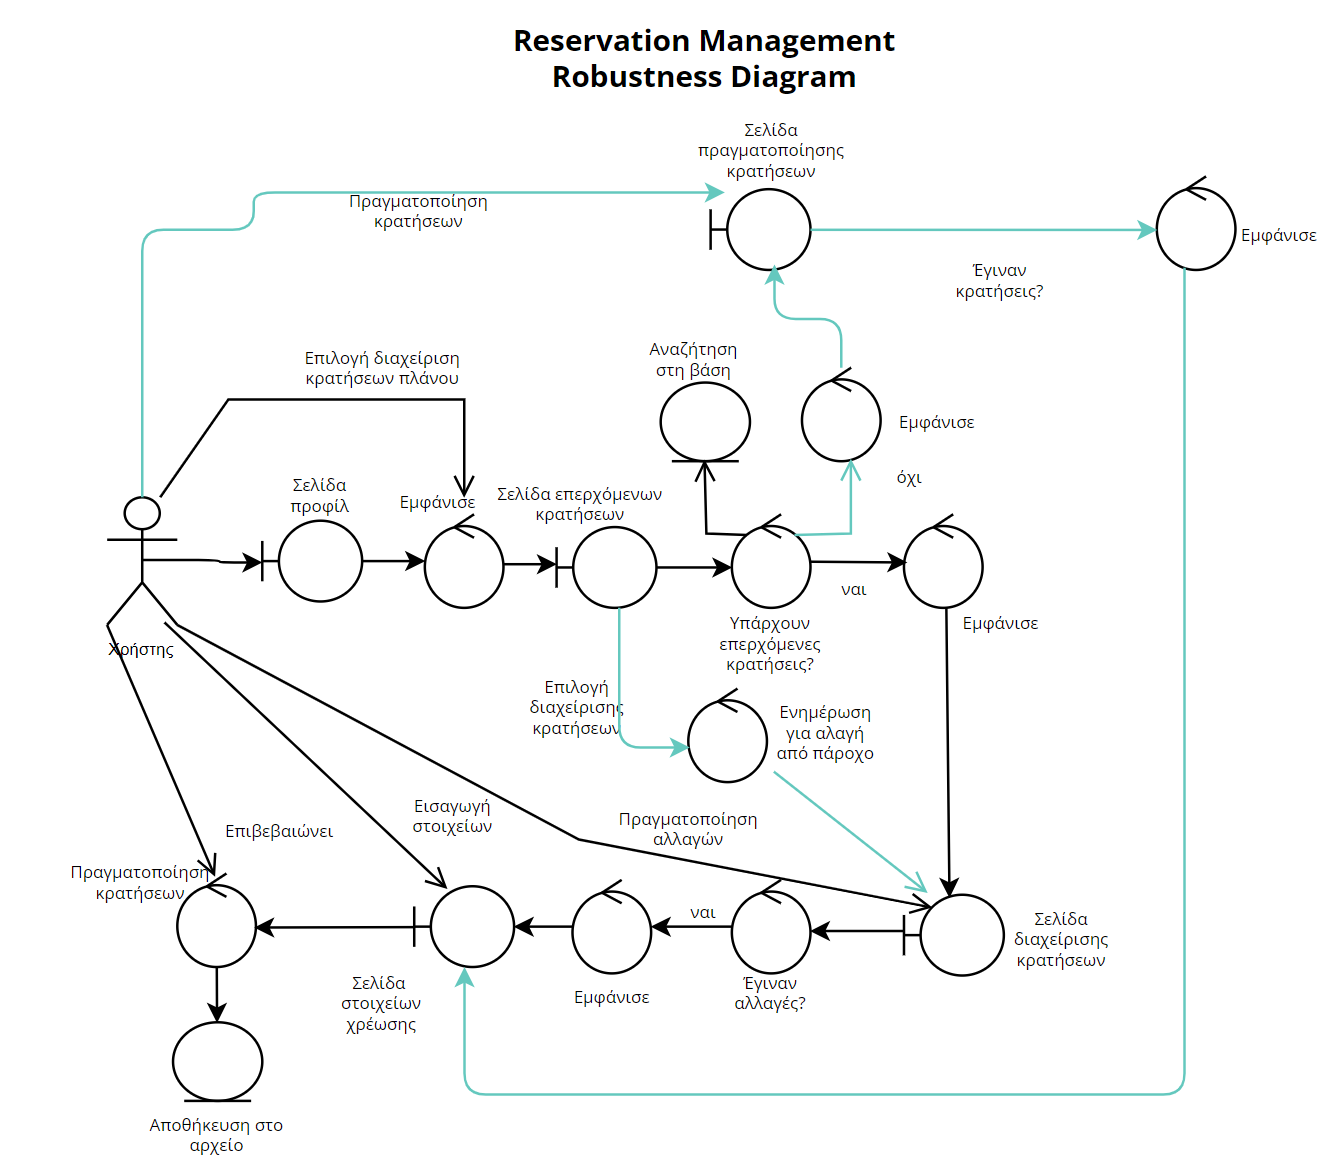 Reservation Management
Robustness Diagram
Σελίδα
πραγματοποίησης
κρατήσεων
Πραγματοποίηση
κρατήσεων
Εμφάνισε
Έγιναν
κρατήσεις?
Αναζήτηση
στη βάση
Επιλογή διαχείριση
κρατήσεων πλάνου
Εμφάνισε
όχι
Σελίδα
προφίλ
Εμφάνισε
Σελίδα επερχόμενων
κρατήσεων
ναι
Υπάρχουν
επερχόμενες
κρατήσεις?
Εμφάνισε
Χρήστης
Επιλογή
διαχείρισης
κρατήσεων
Ενημέρωση
για αλαγή
από πάροχο
Εισαγωγή
στοιχείων
Πραγματοποίηση
αλλαγών
Επιβεβαιώνει
Πραγματοποίηση
κρατήσεων
ναι
Σελίδα
διαχείρισης
κρατήσεων
Σελίδα
στοιχείων
χρέωσης
Εμφάνισε
Έγιναν
αλλαγές?
Αποθήκευση στο
αρχείο